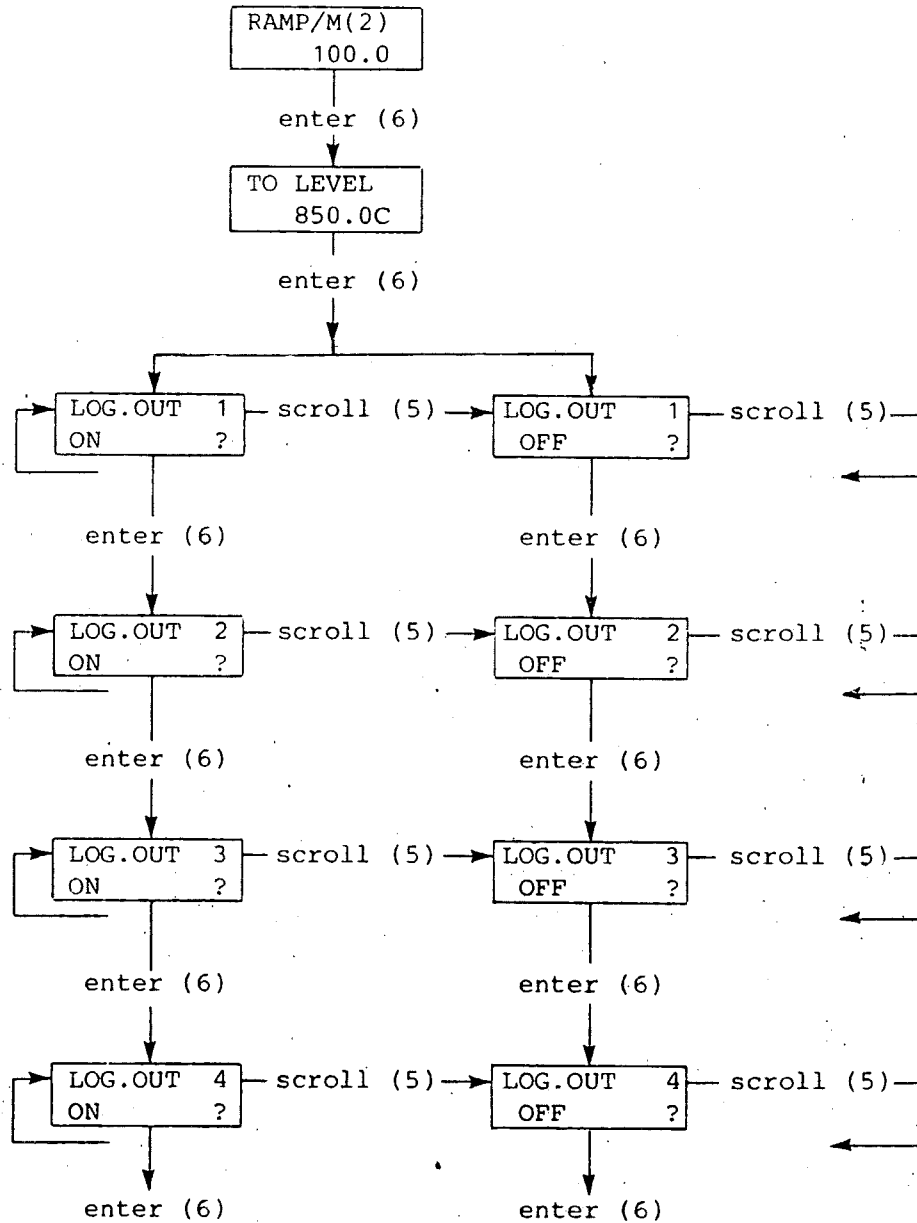 RAMP/M(2)
100.0
enter (6)
TO LEVEL
850.0C
enter (6)
LOG.OUT 1
ON ?
scroll (5)
LOG.OUT 1
OFF ?
scroll (5)
enter (6)
enter (6)
LOG.OUT 2
ON ?
scroll (5)
LOG.OUT 2
OFF ?
scroll (5)
enter (6)
enter (6)
LOG.OUT 3
ON ?
scroll (5)
LOG.OUT 3
OFF ?
scroll (5)
enter (6)
enter (6)
LOG.OUT 4
ON ?
scroll (5)
LOG.OUT 4
OFF ?
scroll (5)
enter (6)
enter (6)